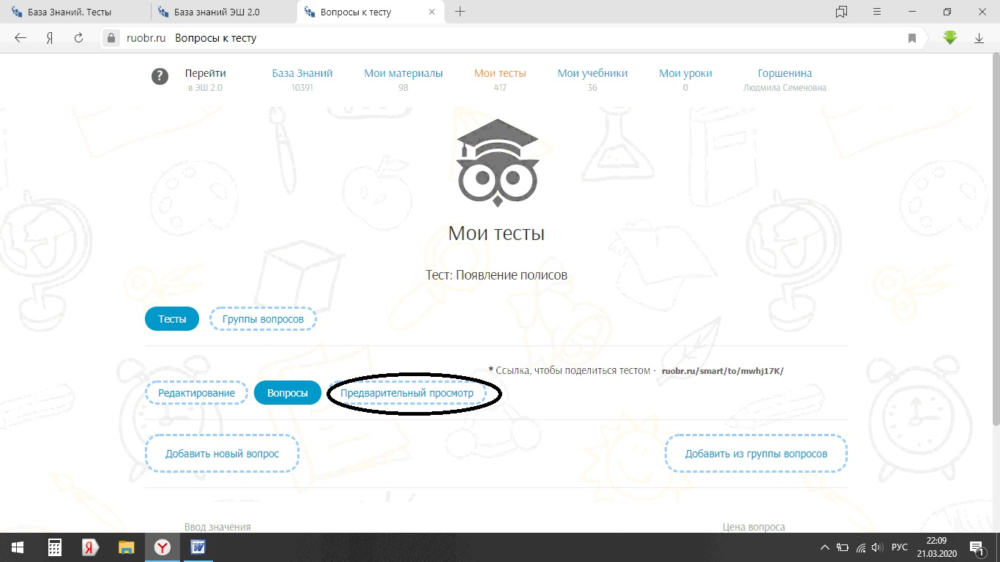 База Знаний. Тесты
База знаний ЭШ 2.0
Вопросы к тесту
Я
ruobr.ru Вопросы к тесту
?
Перейти
в ЭШ 2.0
База Знаний
10391
Мои материалы
98
Мои тесты
417
Мои учебники
36
Мои уроки
0
Горшенина
Людмила Семеновна
Мои тесты
Тест: Появление полисов
Тесты
Группы вопросов
* Ссылка, чтобы поделиться тестом - ruobr.ru/smart/to/mwhj17K/
Редактирование
Вопросы
Предварительный просмотр
Добавить новый вопрос
Добавить из группы вопросов
Ввод значения
Цена вопроса
Я
Y
W
РУС
22:09
21.03.2020
1